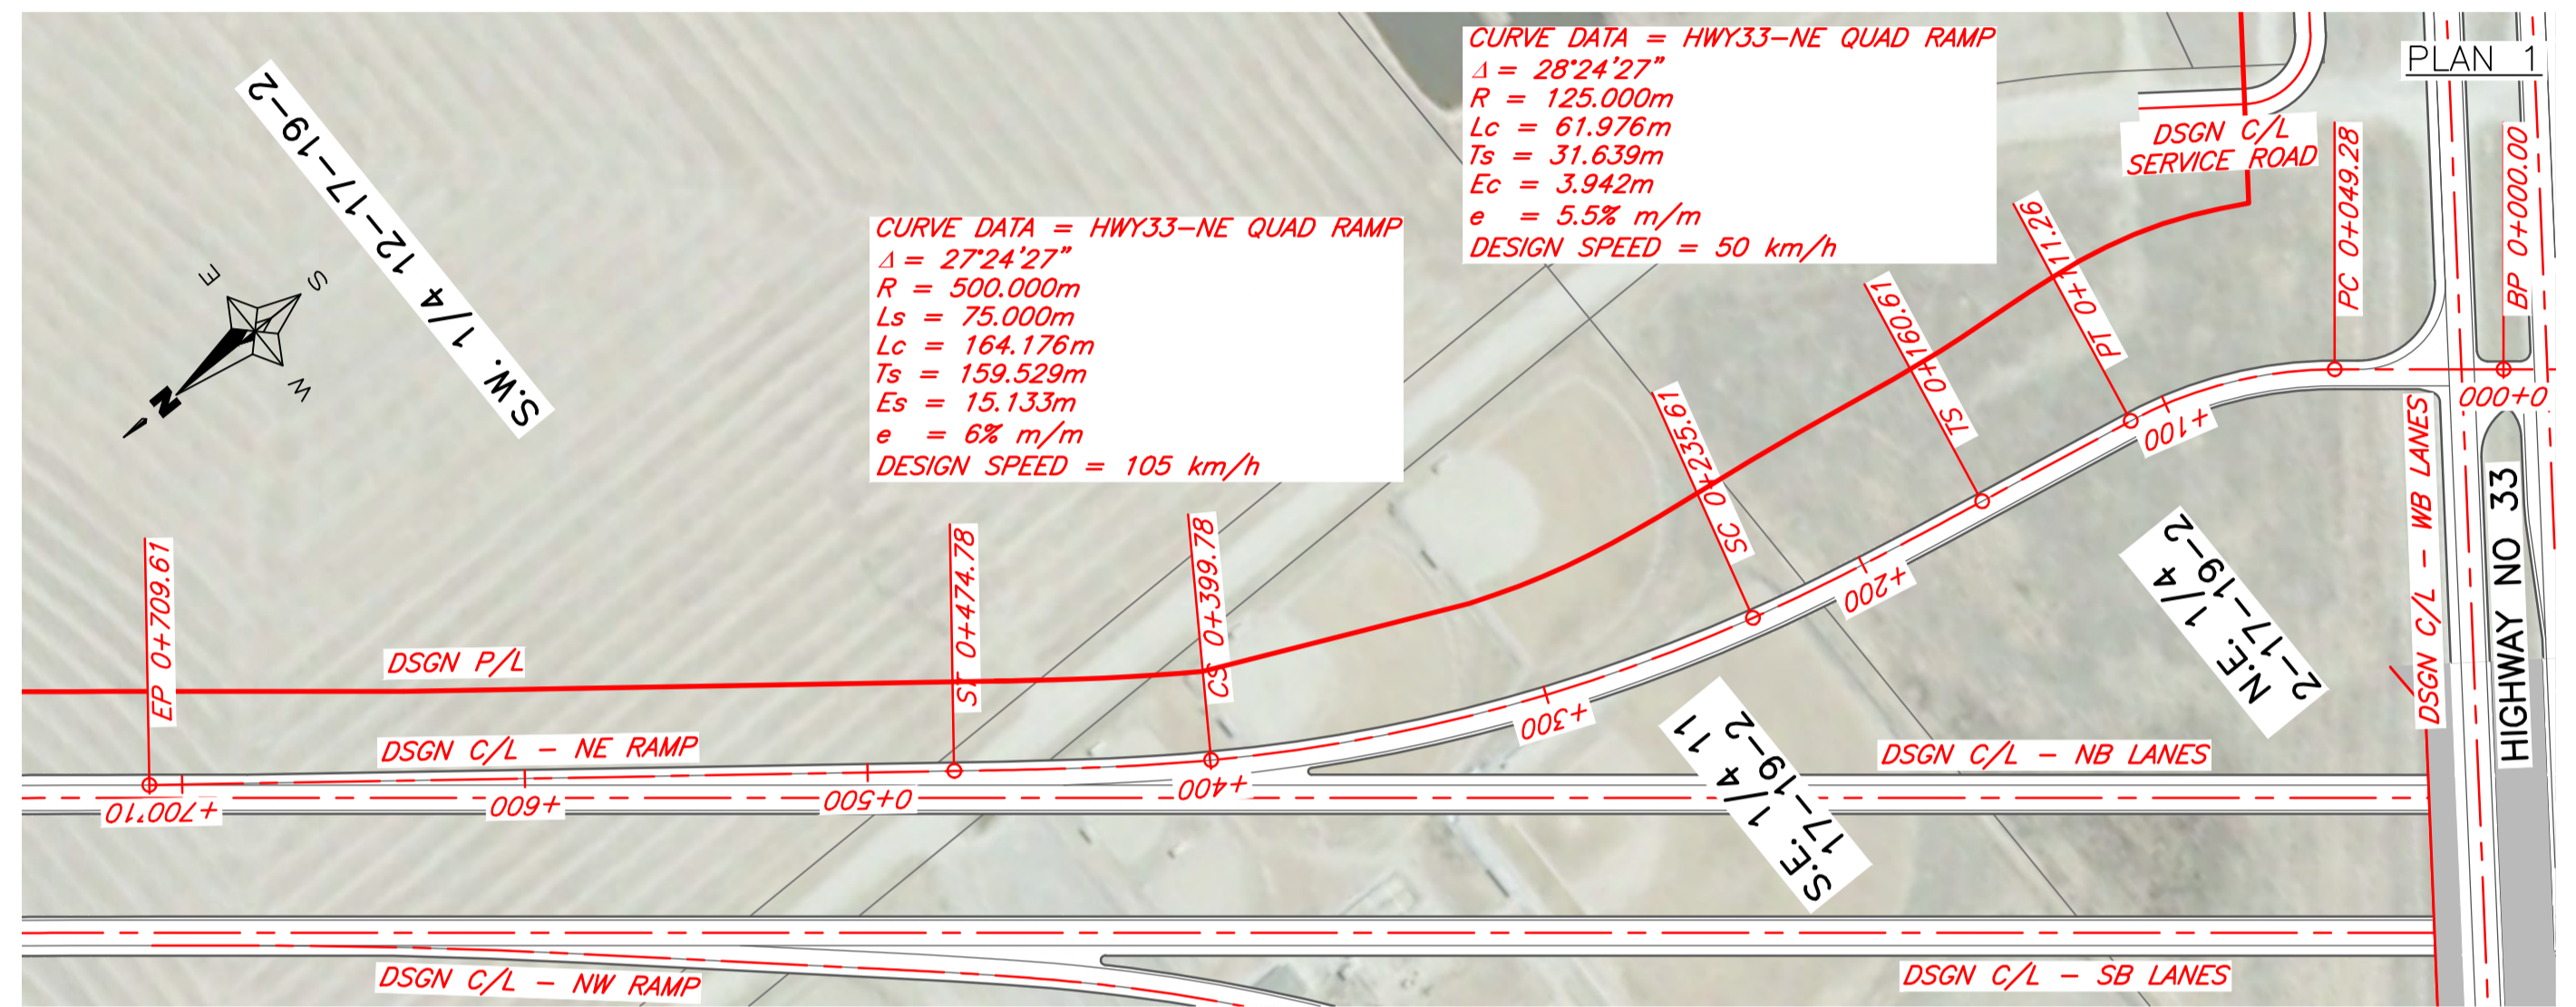 CURVE DATA = HWY33-NE QUAD RAMP
Δ = 28°24'27"
R = 125.000m
Lc = 61.976m
Ts = 31.639m
Ec = 3.942m
e = 5.5% m/m
DESIGN SPEED = 50 km/h
PLAN 1
CURVE DATA = HWY33-NE QUAD RAMP
Δ = 27°24'27"
R = 500.000m
Ls = 75.000m
Lc = 164.176m
Ts = 159.529m
Es = 15.133m
e = 6% m/m
DESIGN SPEED = 105 km/h
S.W. 1/4 12-17-19-2
E
S
W
N
DSGN C/L
SERVICE ROAD
PC 0+049.28
BP 0+000.00
PT 0+111.26
TS 0+160.61
SC 0+235.61
CS 0+399.78
ST 0+474.78
EP 0+709.61
DSGN P/L
DSGN C/L - NE RAMP
+700.10
+600
0+500
+400
+300
+200
+100
0+000
N.E. 1/4
2-17-19-2
S.E. 1/4 11
17-19-2
DSGN C/L - WB LANES
HIGHWAY NO 33
DSGN C/L - NB LANES
DSGN C/L - NW RAMP
DSGN C/L - SB LANES